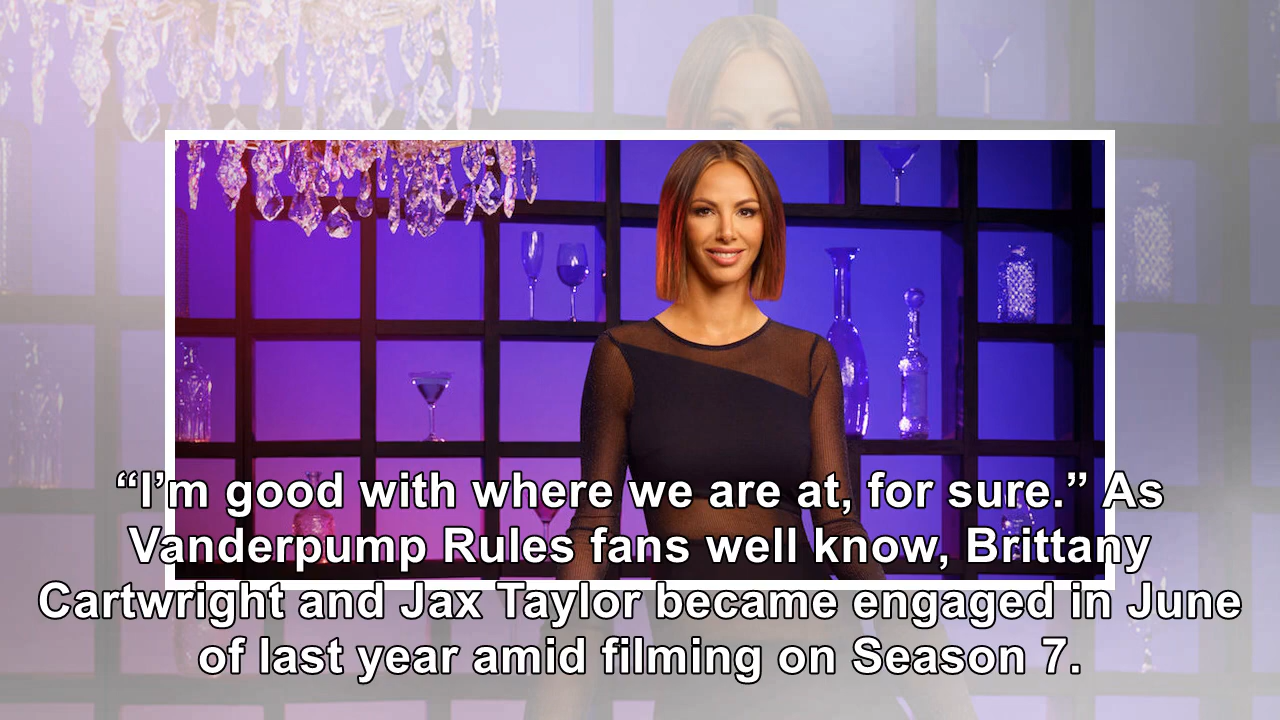 “I’m good with where we are at, for sure.” As
Vanderpump Rules fans well know, Brittany
Cartwright and Jax Taylor became engaged in June
of last year amid filming on Season 7.